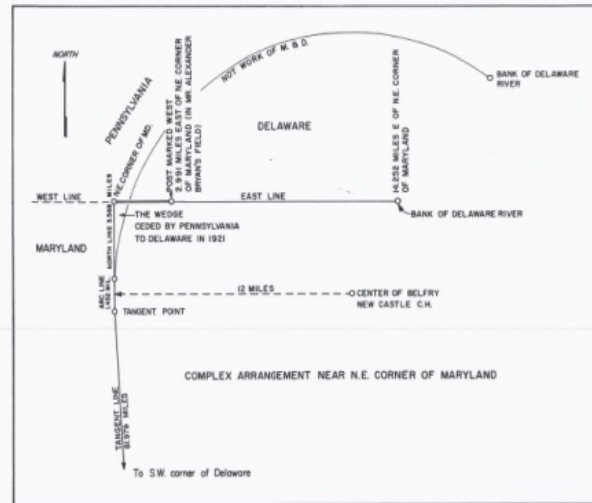 NORTH
PENNSYLVANIA
N.E. CORNER OF MD.
POST MARKED WEST
2.991 MILES EAST OF N.E. CORNER
OF MARYLAND (IN MR. ALEXANDER
BRYAN'S FIELD)
NOT WORK OF M. & D.
BANK OF DELAWARE
RIVER
DELAWARE
14.252 MILES E OF N.E. CORNER
OF MARYLAND
WEST LINE
EAST LINE
BANK OF DELAWARE RIVER
MARYLAND
NORTH LINE MILES
THE WEDGE
CEDED BY PENNSYLVANIA
TO DELAWARE IN 1921
ARC LINE
MIL.
12 MILES
CENTER OF BELFRY
NEW CASTLE C.H.
TANGENT POINT
COMPLEX ARRANGEMENT NEAR N.E. CORNER OF MARYLAND
TANGENT LINE
81.979 MILES
To S.W. corner of Delaware